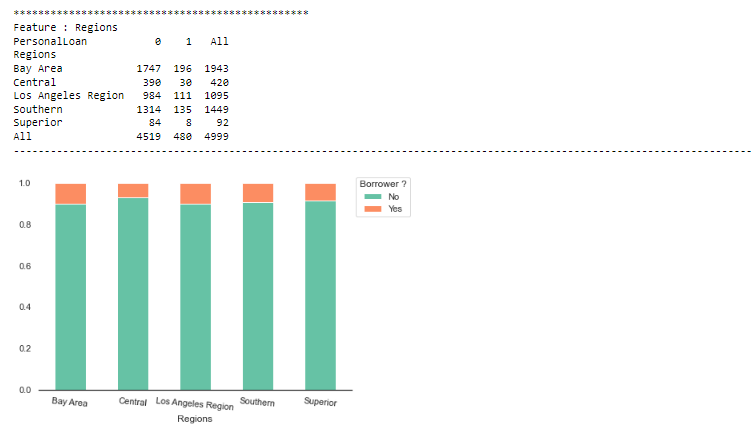 ************************************************
Feature : Regions
PersonalLoan 0 1 All
Regions
Bay Area 1747 196 1943
Central 390 30 420
Los Angeles Region 984 111 1095
Southern 1314 135 1449
Superior 84 8 92
All 4519 480 4999
------------------------------------------------------------------------------------------------------------------------
Borrower ?
No
Yes
1.0
0.8
0.6
0.4
0.2
0.0
Bay Area Central Los Angeles Region Southern Superior
Regions